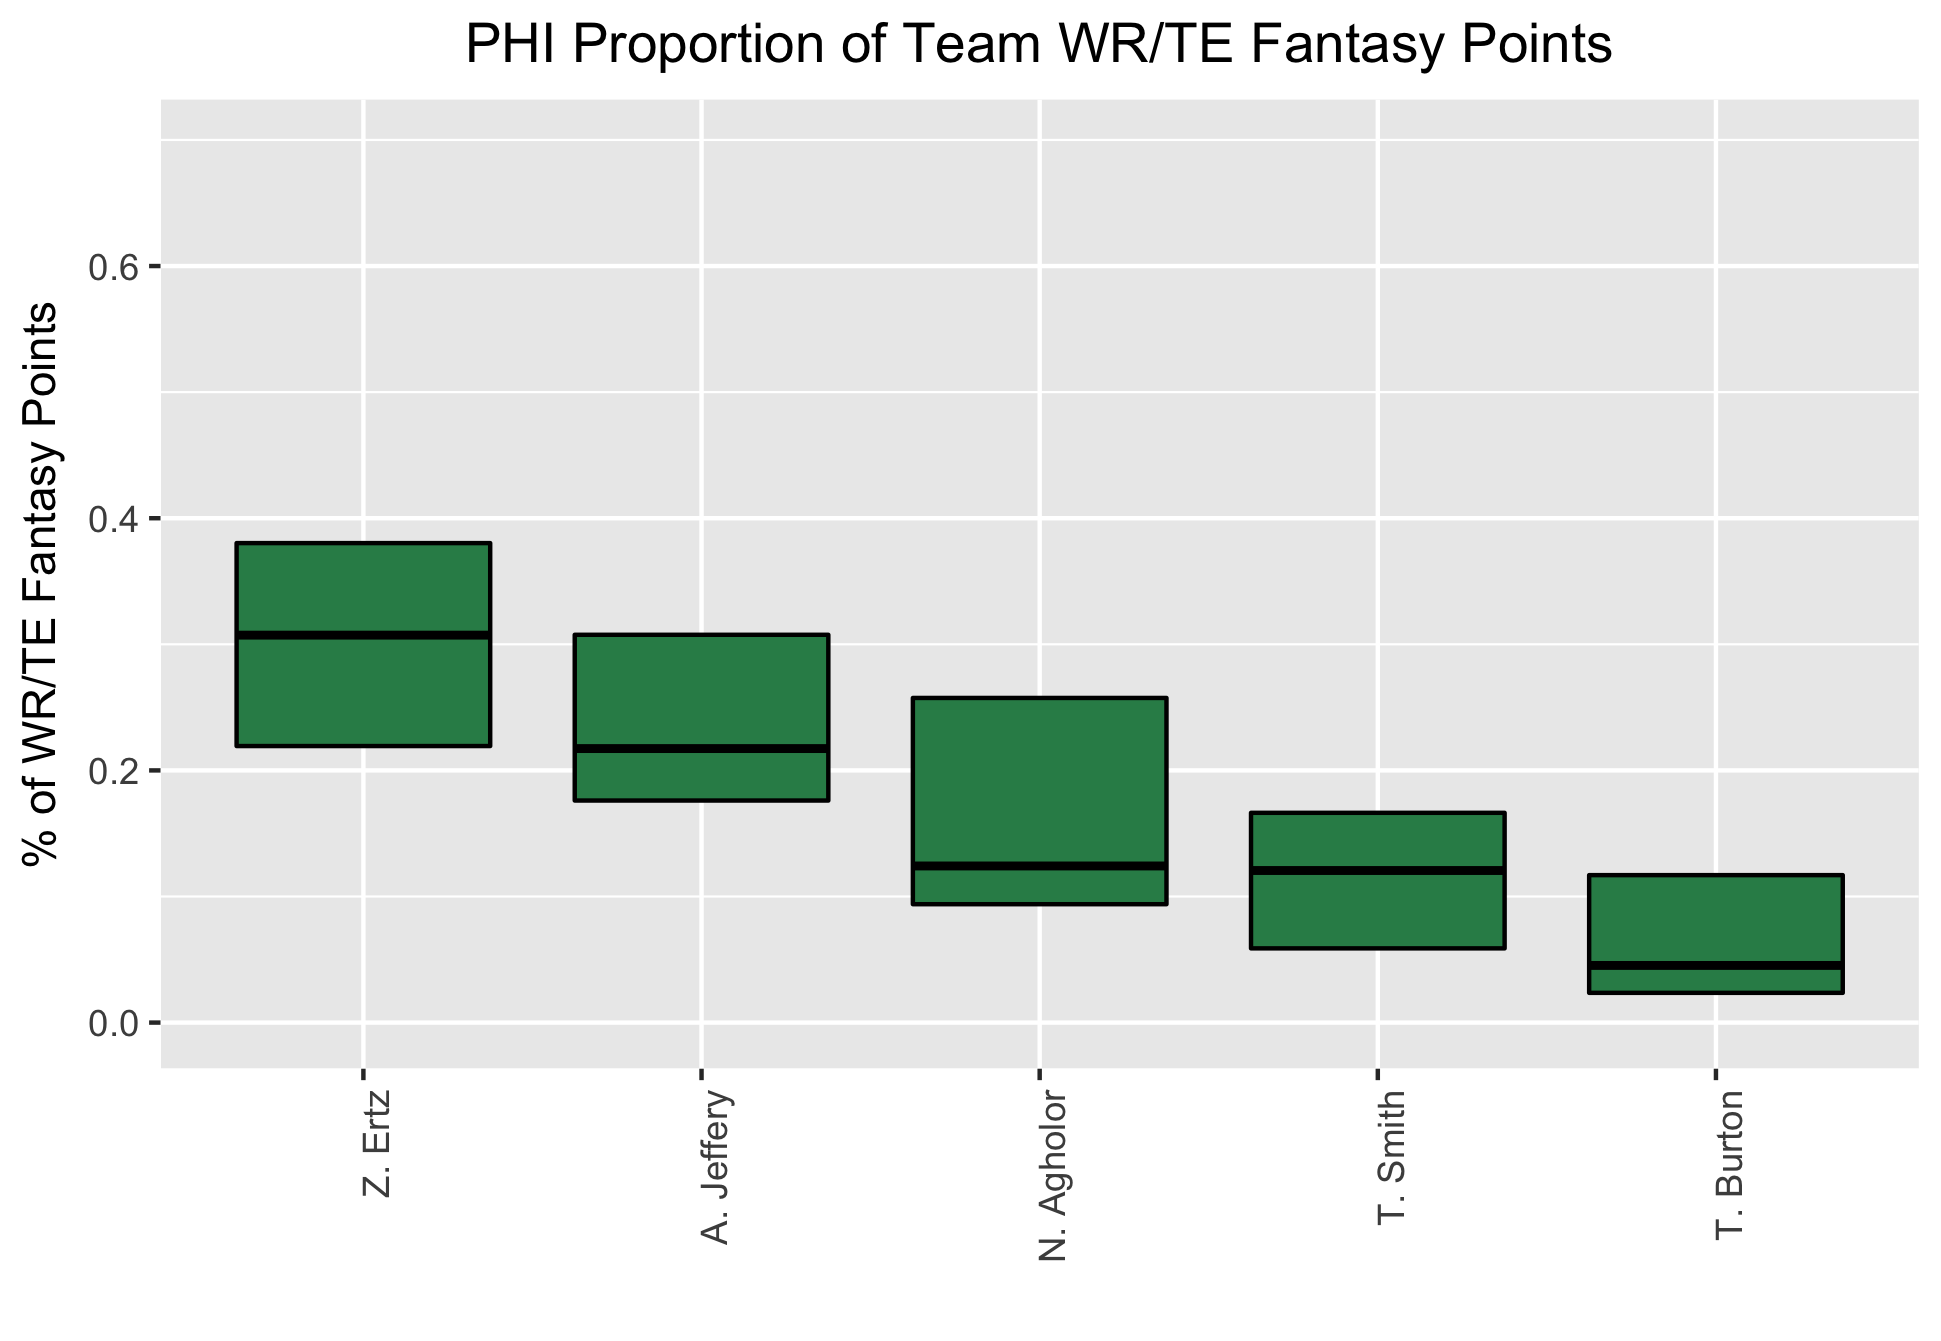 PHI Proportion of Team WR/TE Fantasy Points
% of WR/TE Fantasy Points
0.6
0.4
0.2
0.0
Z. Ertz
A. Jeffery
N. Agholor
T. Smith
T. Burton